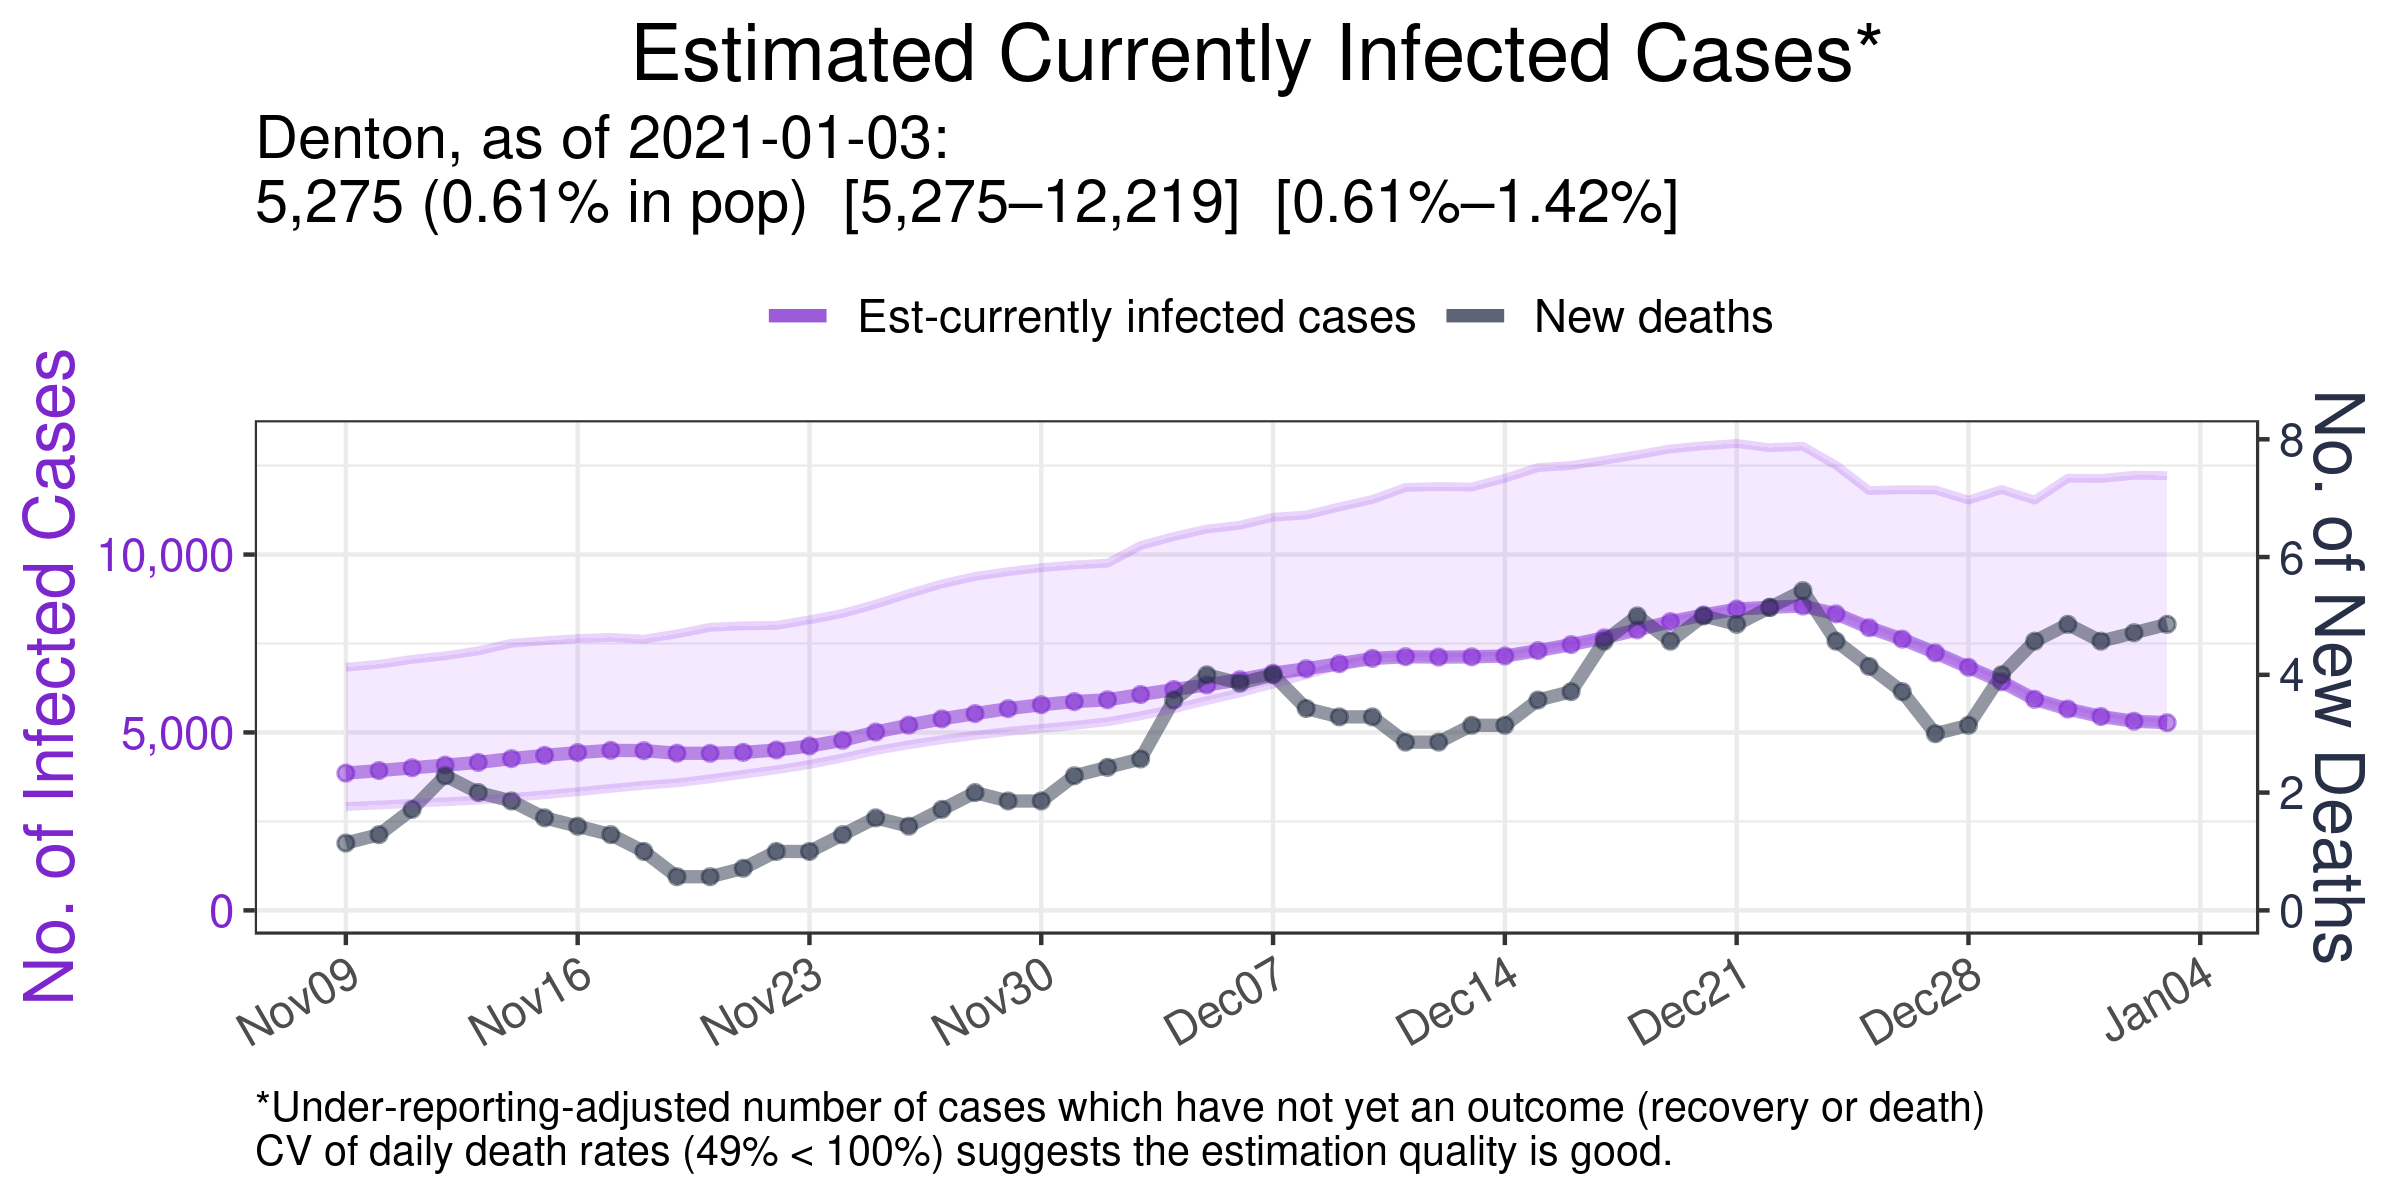 Estimated Currently Infected Cases*
Denton, as of 2021-01-03:
5,275 (0.61% in pop)  [5,275–12,219]  [0.61%–1.42%]
Est-currently infected cases
New deaths
No. of Infected Cases
10,000
5,000
0
8
6
4
2
0
No. of New Deaths
Nov09
Nov16
Nov23
Nov30
Dec07
Dec14
Dec21
Dec28
Jan04
*Under-reporting-adjusted number of cases which have not yet an outcome (recovery or death)
CV of daily death rates (49% < 100%) suggests the estimation quality is good.